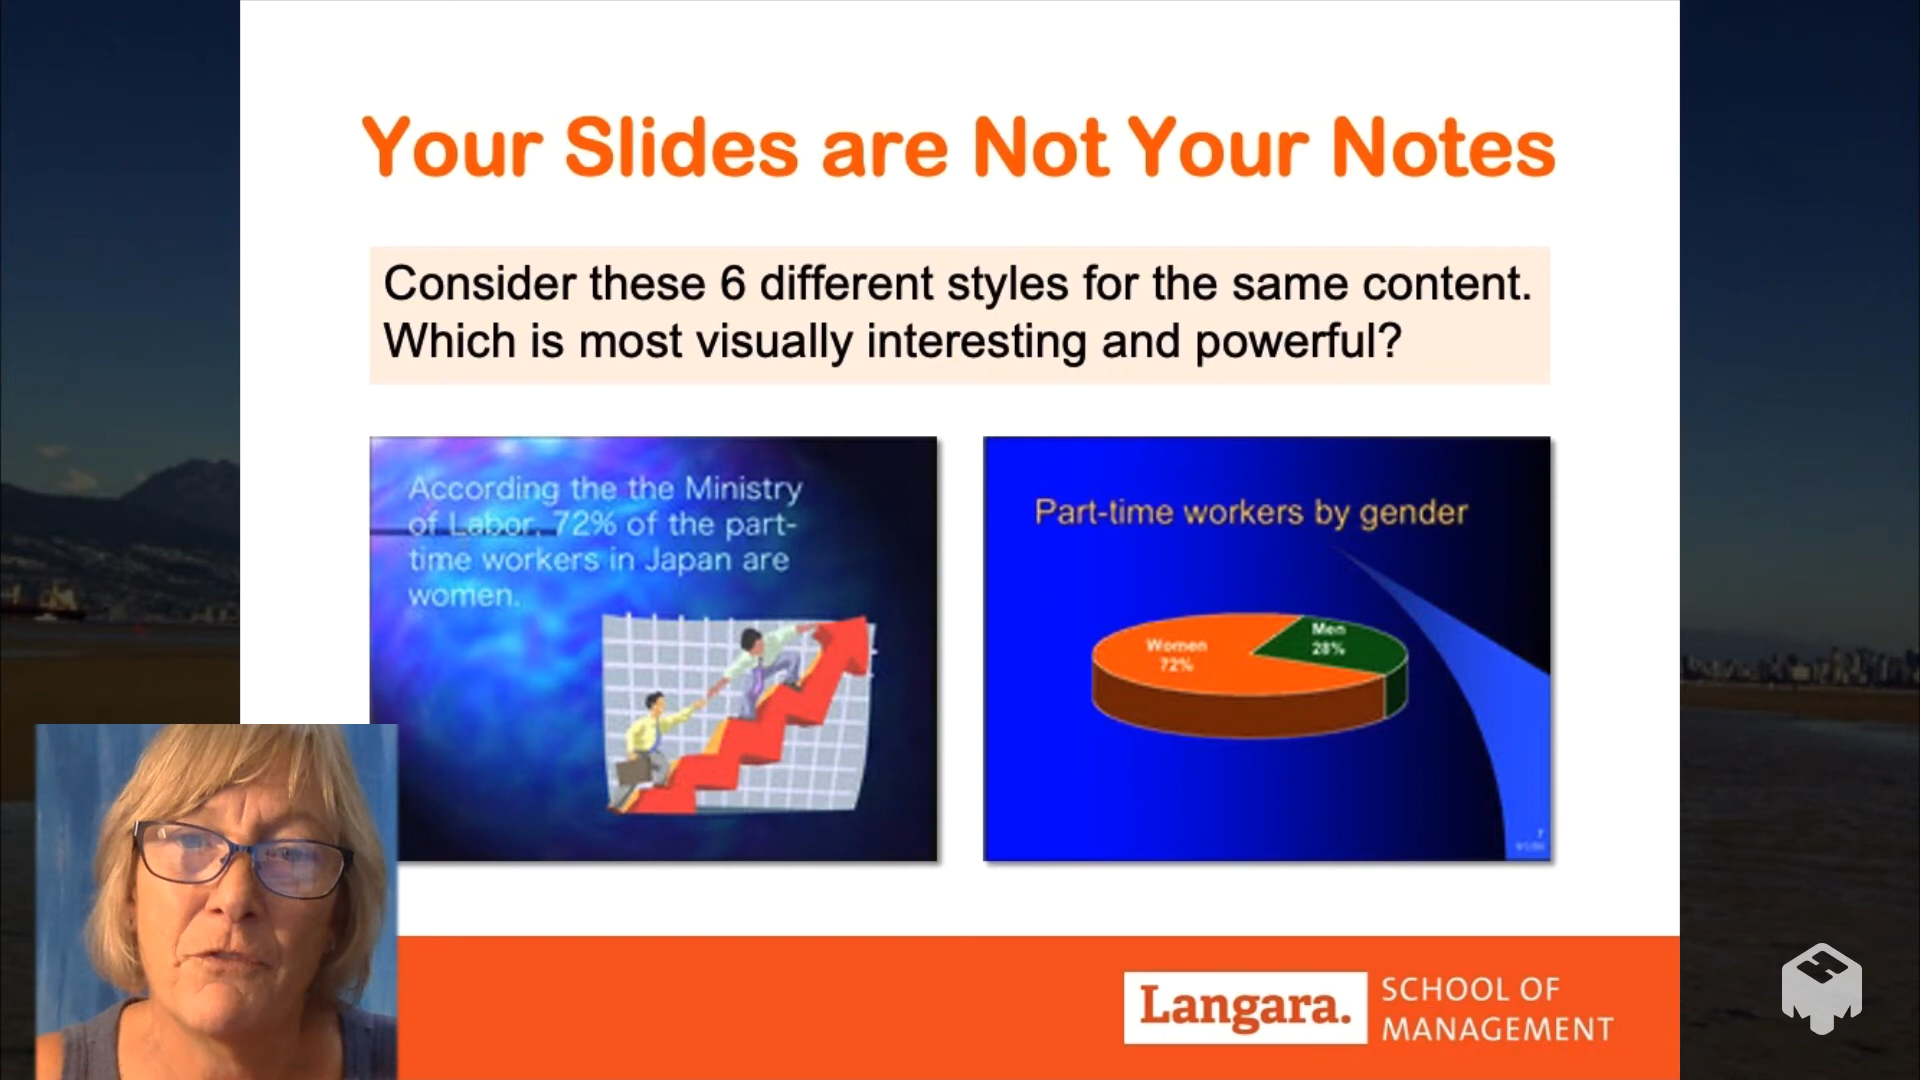 Your Slides are Not Your Notes
Consider these 6 different styles for the same content.
Which is most visually interesting and powerful?
According the the Ministry
of Labor, 72% of the part-
time workers in Japan are
women.
Part-time workers by gender
Women
72%
Men
28%
7
Langara.
SCHOOL OF
MANAGEMENT